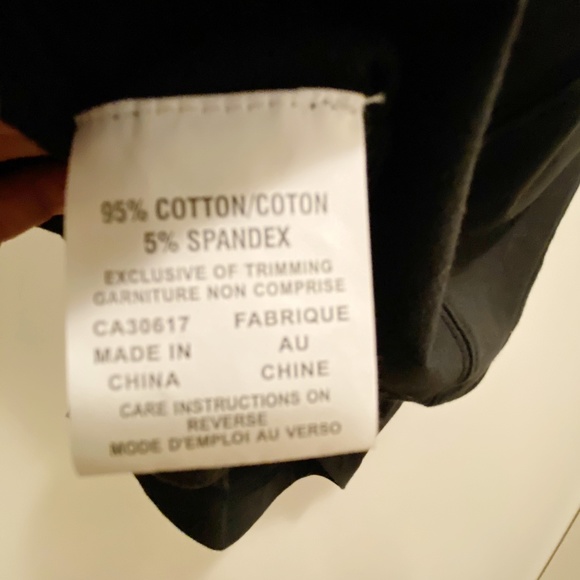 95% COTTON/COTON
5% SPANDEX
EXCLUSIVE OF TRIMMING
GARNITURE NON COMPRISE
CA30617
MADE IN
CHINA
FABRIQUE
AU
CHINE
CARE INSTRUCTIONS ON
REVERSE
MODE D'EMPLOI AU VERSO